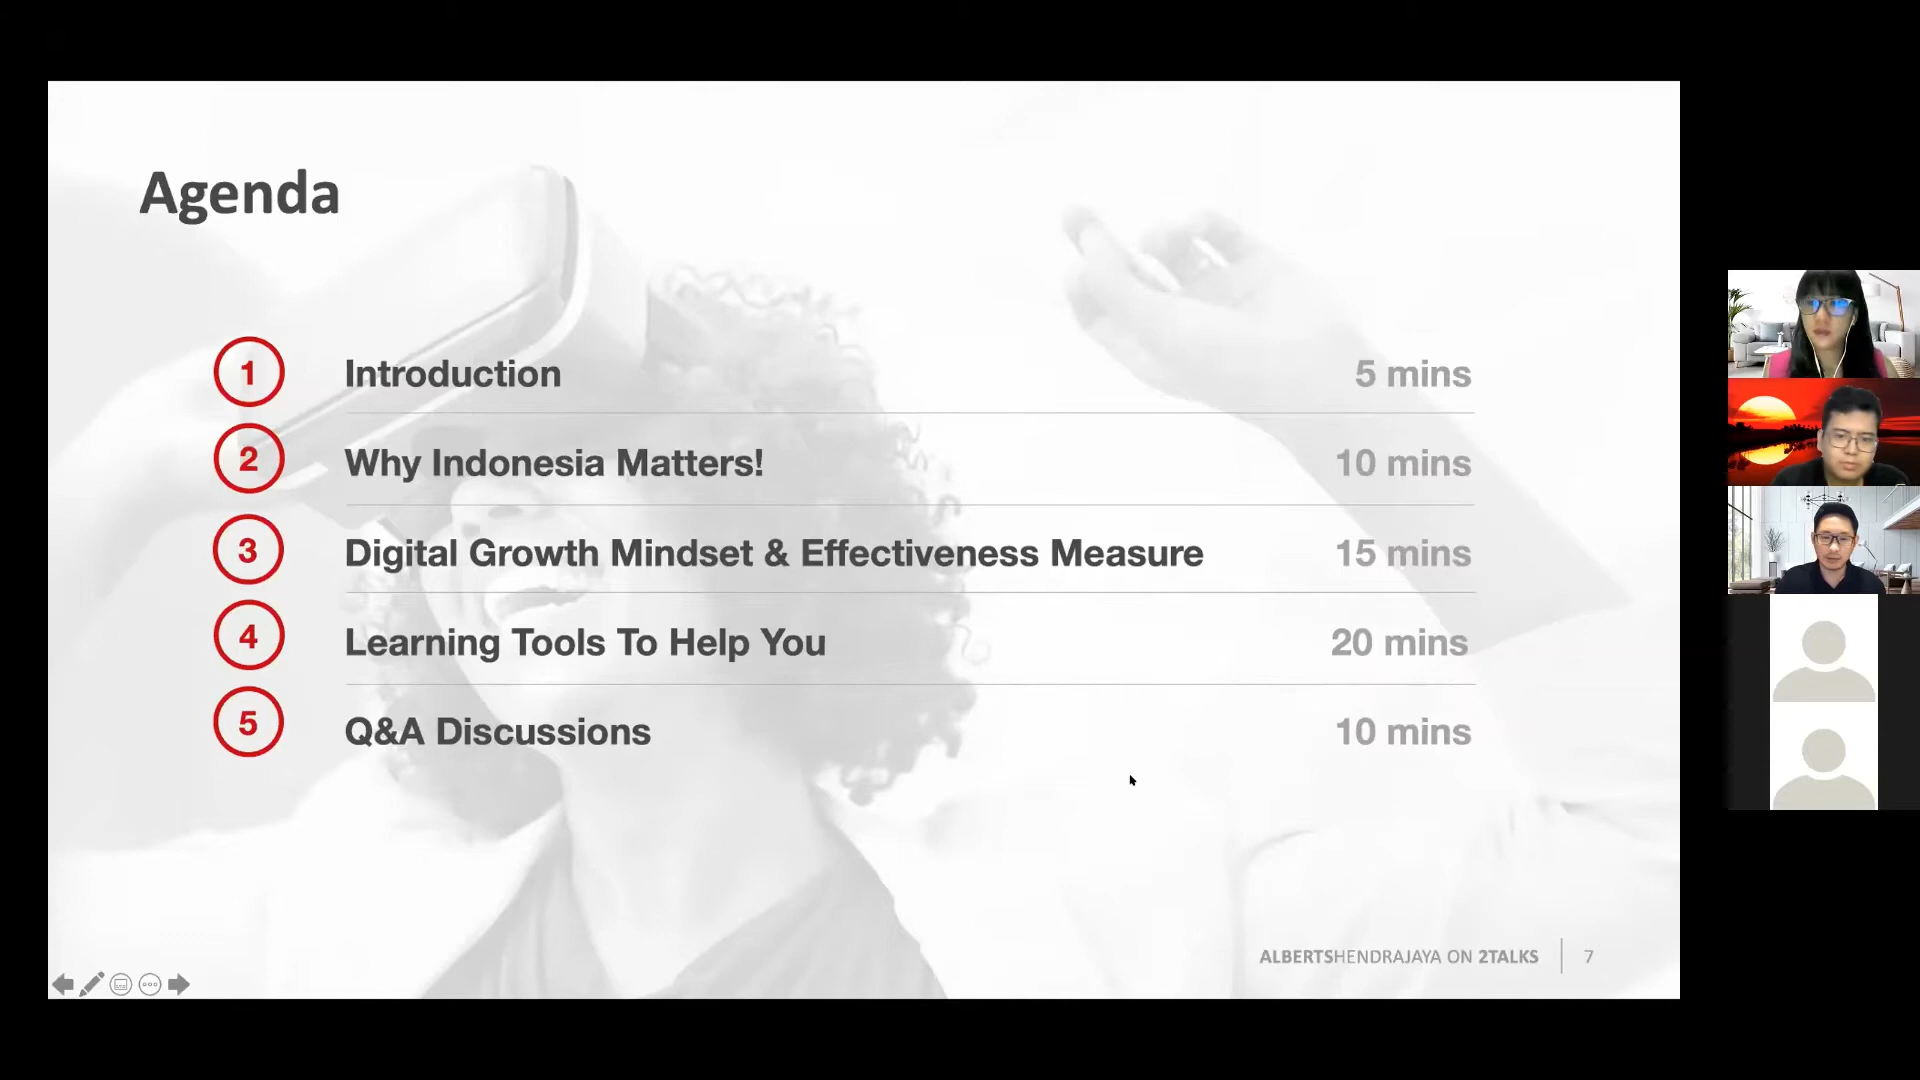 Agenda
1 Introduction 5 mins
2 Why Indonesia Matters! 10 mins
3 Digital Growth Mindset & Effectiveness Measure 15 mins
4 Learning Tools To Help You 20 mins
5 Q&A Discussions 10 mins
ALBERTSHENDRAJAYA ON 2TALKS 7